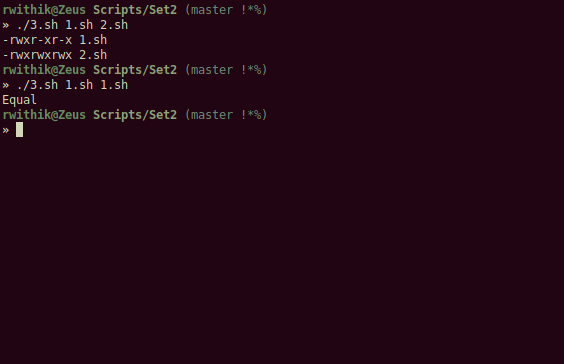 rwithik@Zeus Scripts/Set2 (master !*%)
» ./3.sh 1.sh 2.sh
-rwxr-xr-x 1.sh
-rwxrwxrwx 2.sh
rwithik@Zeus Scripts/Set2 (master !*%)
» ./3.sh 1.sh 1.sh
Equal
rwithik@Zeus Scripts/Set2 (master !*%)
»